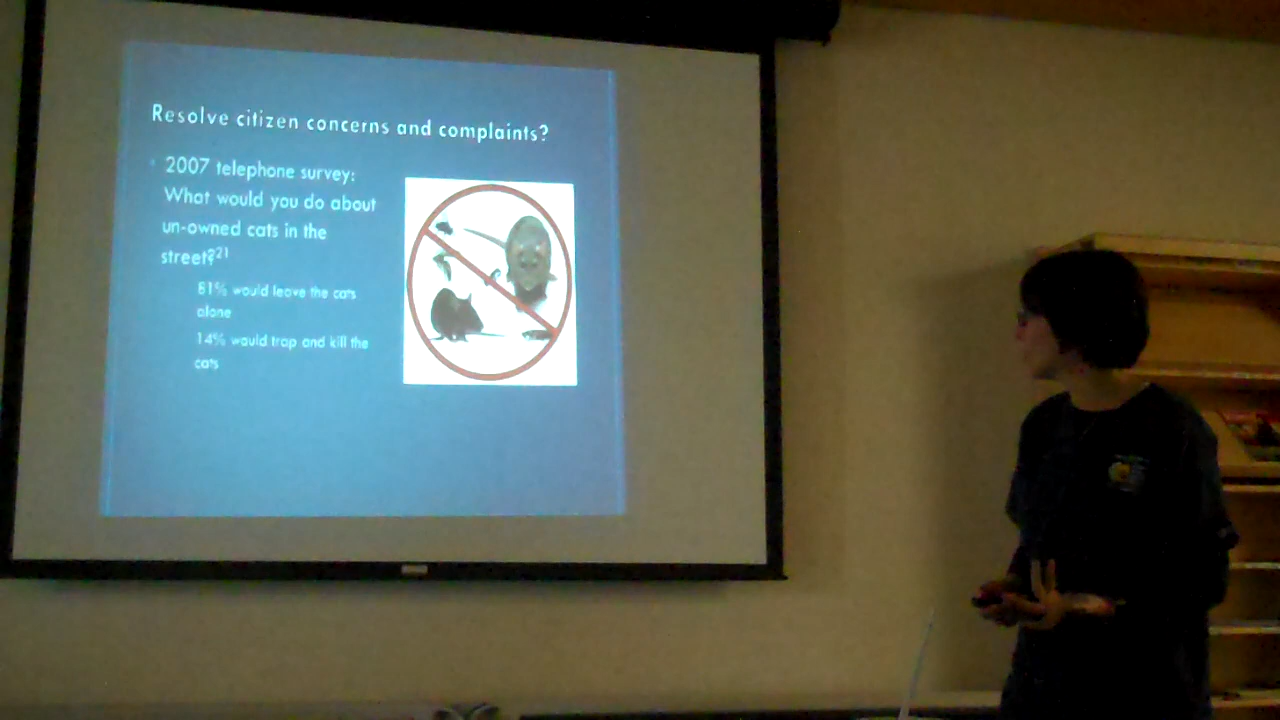 Resolve citizen concerns and complaints?
2007 telephone survey:
What would you do about
un-owned cats in the
street?21
81% would leave the cats
alone
14% would trap and kill the
cats